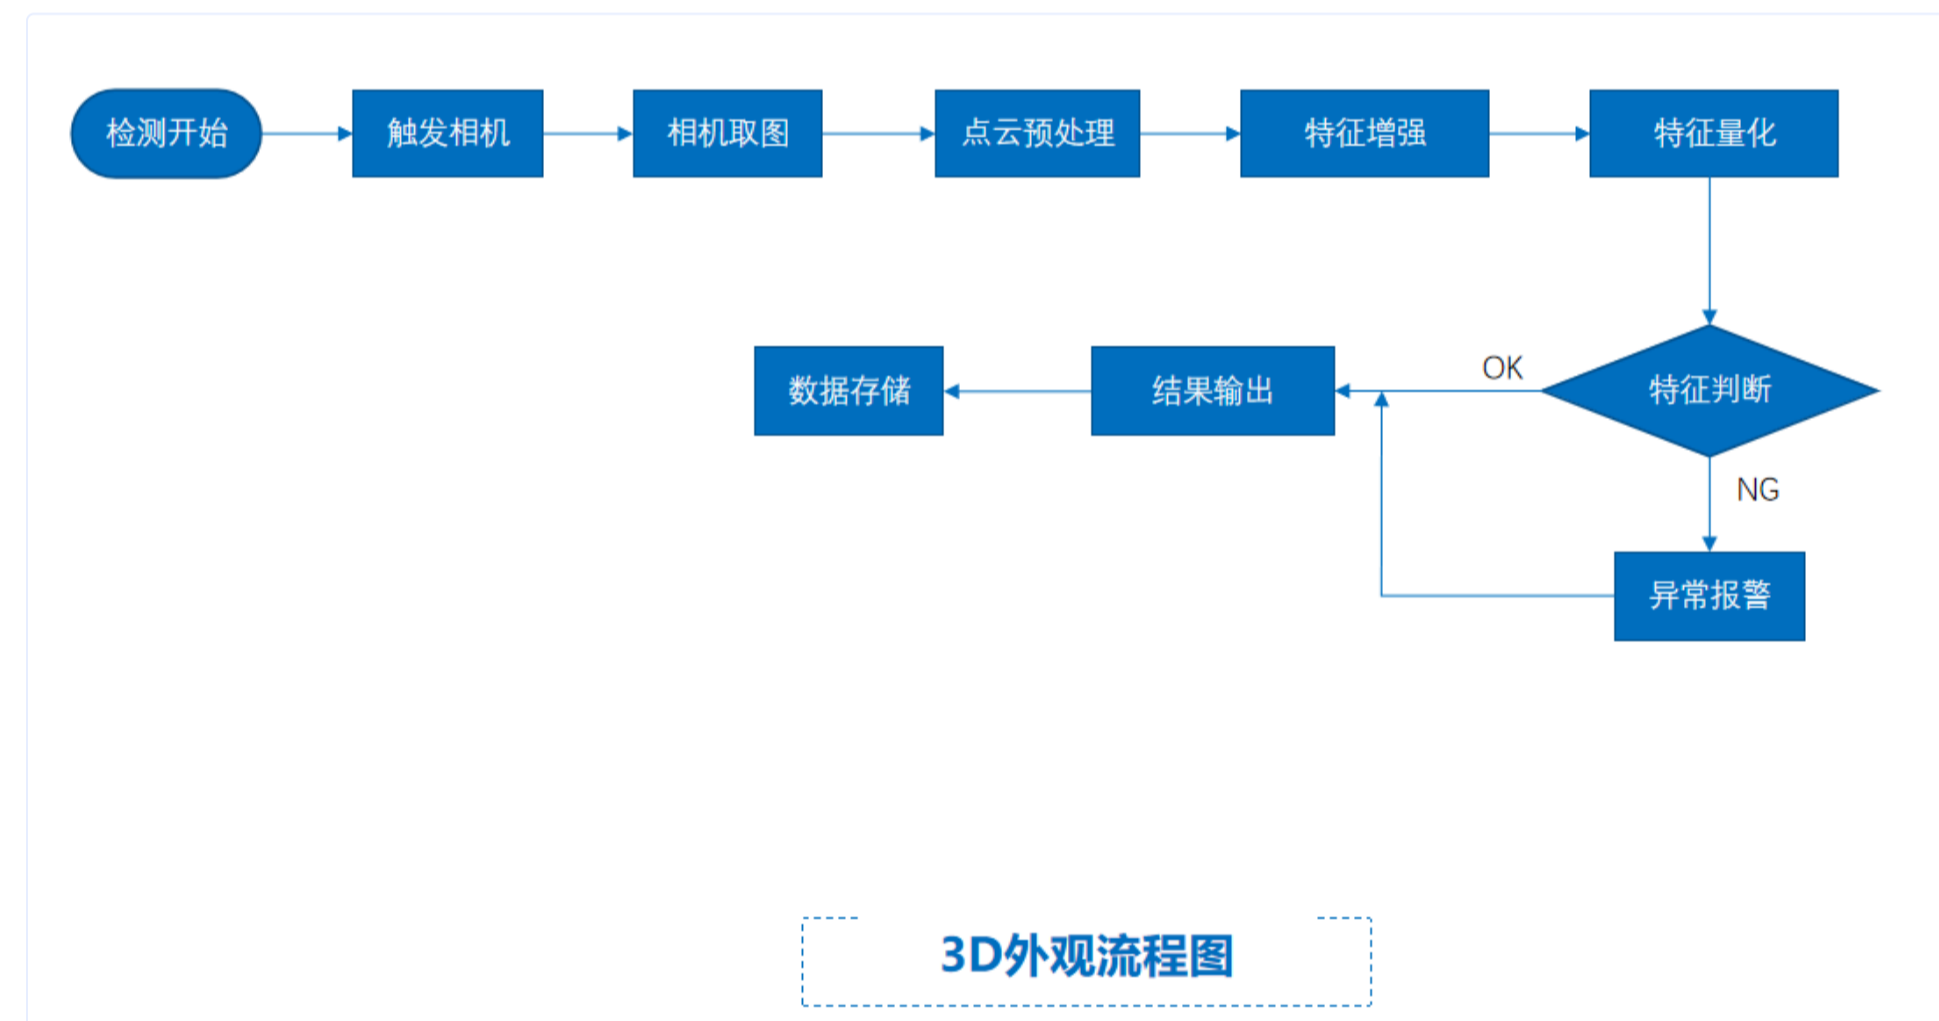 检测开始
触发相机
相机取图
点云预处理
特征增强
特征量化
数据存储
结果输出
OK
特征判断
NG
异常报警
3D外观流程图